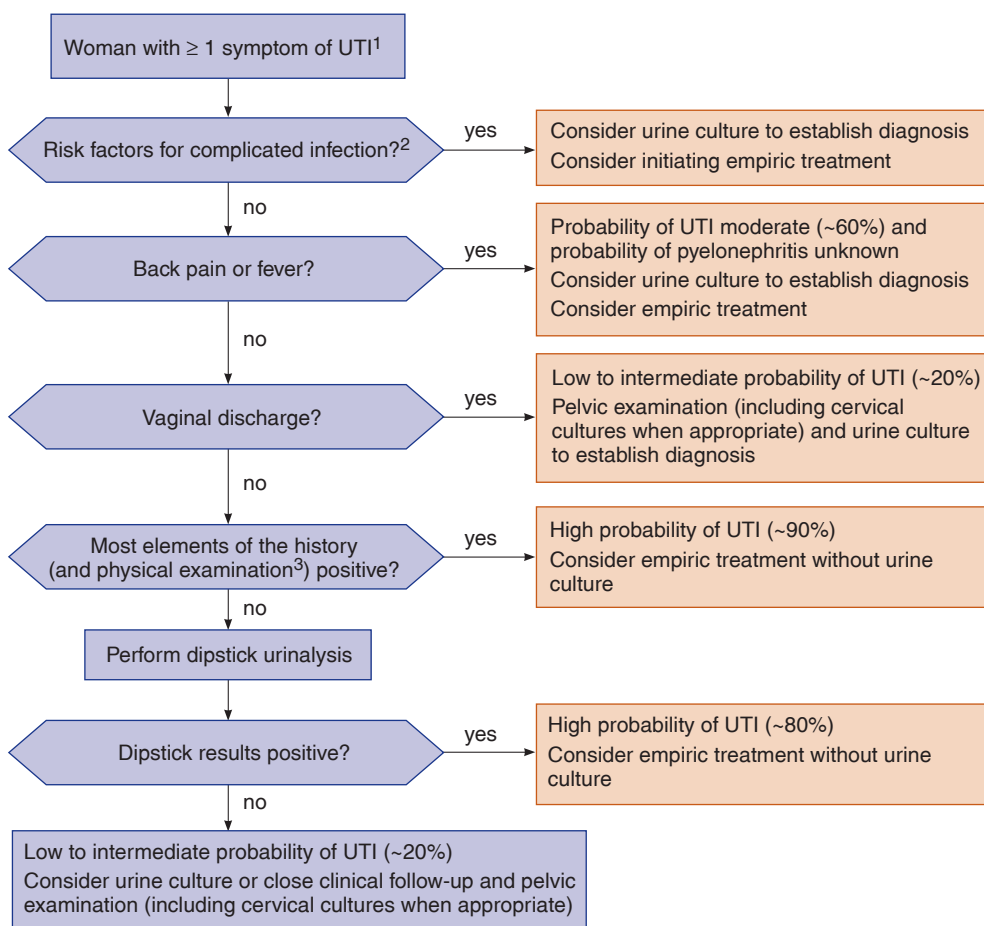 Woman with ≥ 1 symptom of UTI¹
Risk factors for complicated infection?²
yes
Consider urine culture to establish diagnosis
Consider initiating empiric treatment
no
Back pain or fever?
yes
Probability of UTI moderate (~60%) and
probability of pyelonephritis unknown
Consider urine culture to establish diagnosis
Consider empiric treatment
no
Vaginal discharge?
yes
Low to intermediate probability of UTI (~20%)
Pelvic examination (including cervical
cultures when appropriate) and urine culture
to establish diagnosis
no
Most elements of the history
(and physical examination³) positive?
yes
High probability of UTI (~90%)
Consider empiric treatment without urine
culture
no
Perform dipstick urinalysis
Dipstick results positive?
yes
High probability of UTI (~80%)
Consider empiric treatment without urine
culture
no
Low to intermediate probability of UTI (~20%)
Consider urine culture or close clinical follow-up and pelvic
examination (including cervical cultures when appropriate)